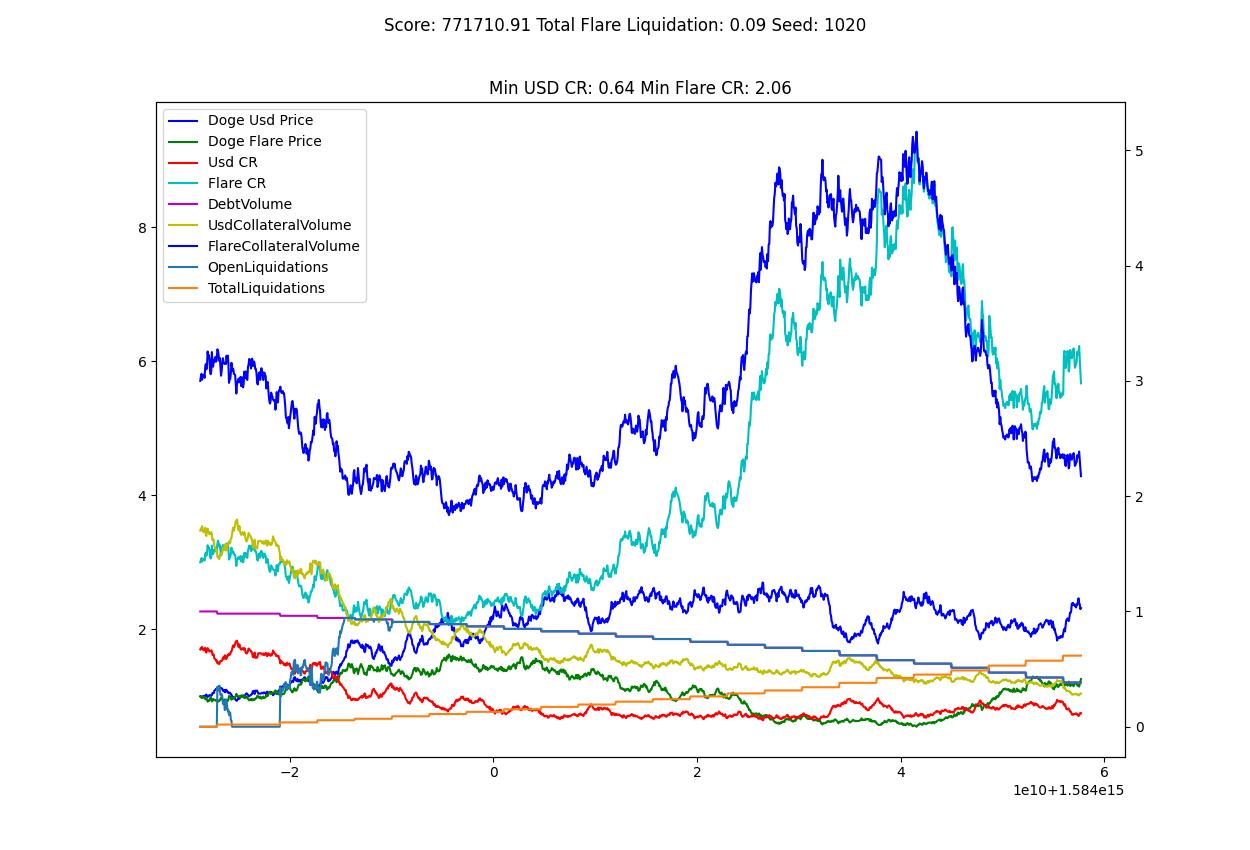 Score: 771710.91 Total Flare Liquidation: 0.09 Seed: 1020
Min USD CR: 0.64 Min Flare CR: 2.06
Doge Usd Price
Doge Flare Price
Usd CR
Flare CR
DebtVolume
UsdCollateralVolume
FlareCollateralVolume
OpenLiquidations
TotalLiquidations
8
6
4
2
5
4
3
2
1
0
−2
0
2
4
6
1e10+1.584e15